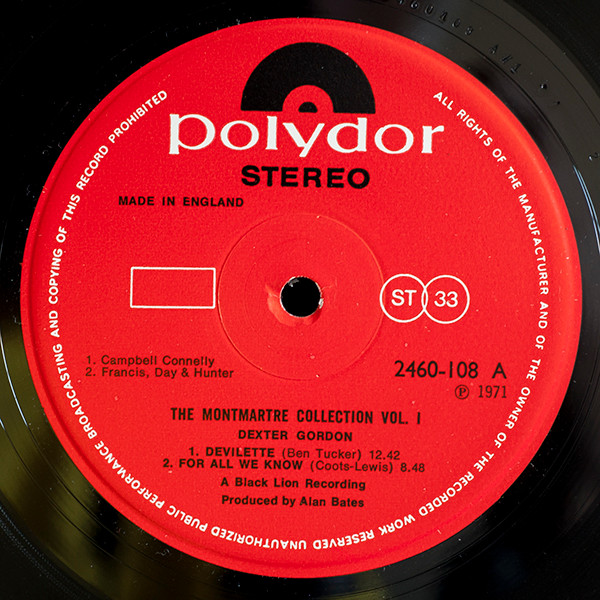 polydor
STEREO
MADE IN ENGLAND
ST 33
1. Campbell Connelly
2. Francis, Day & Hunter
2460-108 A
℗ 1971
THE MONTMARTRE COLLECTION VOL. I
DEXTER GORDON
1. DEVILETTE (Ben Tucker) 12.42
2. FOR ALL WE KNOW (Coots-Lewis) 8.48
A Black Lion Recording
Produced by Alan Bates
ALL RIGHTS OF THE MANUFACTURER AND OF THE OWNER OF THE RECORDED WORK RESERVED UNAUTHORIZED PUBLIC PERFORMANCE BROADCASTING AND COPYING OF THIS RECORD PROHIBITED